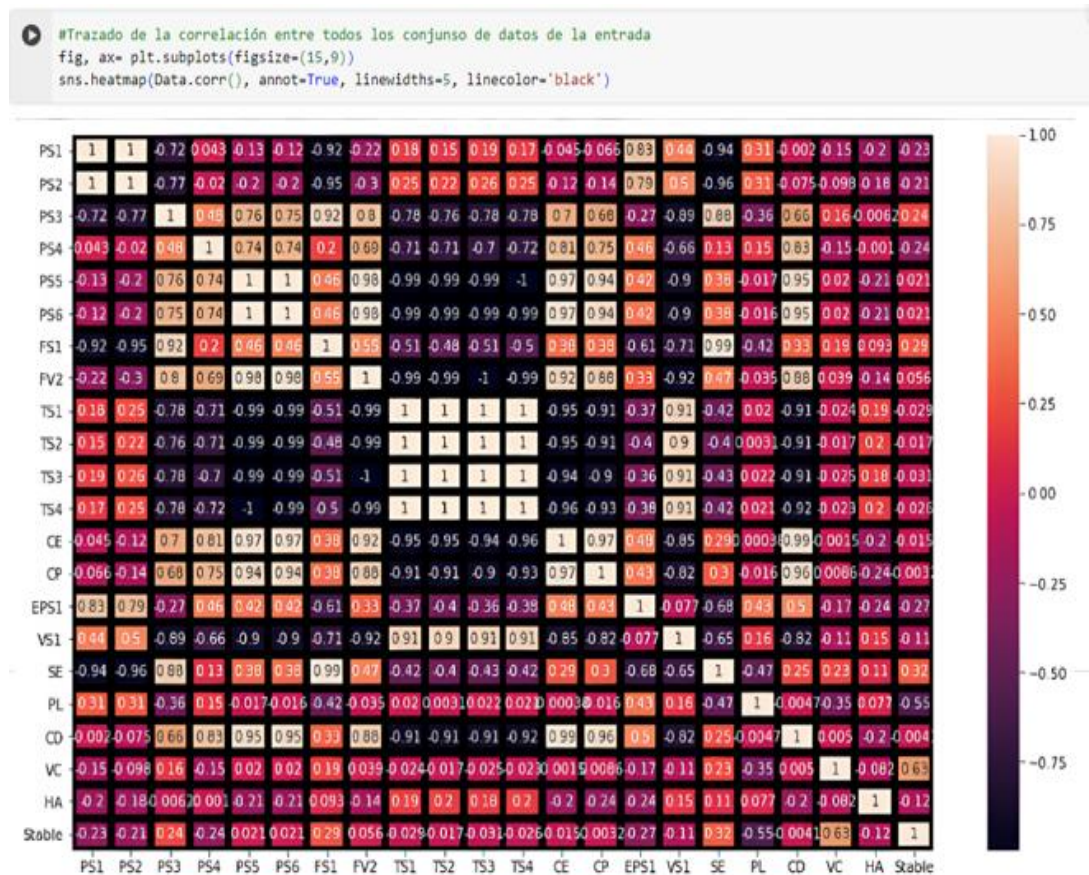 #Trazado de la correlación entre todos los conjunso de datos de la entrada
fig, ax= plt.subplots(figsize=(15,9))
sns.heatmap(Data.corr(), annot=True, linewidths=5, linecolor='black')
PS1 1 1 -0.72 0.043 -0.13 -0.12 -0.92 -0.22 0.18 0.15 0.19 0.17 -0.045 -0.066 0.83 0.44 -0.94 0.31 -0.002 -0.15 -0.2 -0.23
PS2 1 1 -0.77 -0.02 -0.2 -0.2 -0.95 -0.3 0.25 0.22 0.26 0.25 -0.12 -0.14 0.79 0.5 -0.96 0.31 -0.075 -0.098 -0.18 -0.21
PS3 -0.72 -0.77 1 0.48 0.76 0.75 0.92 0.8 -0.78 -0.76 -0.78 -0.78 0.7 0.68 -0.27 -0.89 0.88 -0.36 0.66 0.16 -0.0062 0.24
PS4 0.043 -0.02 0.48 1 0.74 0.74 0.2 0.69 -0.71 -0.71 -0.7 -0.72 0.81 0.75 0.46 -0.66 0.13 0.15 0.83 -0.15 -0.001 -0.24
PS5 -0.13 -0.2 0.76 0.74 1 1 0.46 0.98 -0.99 -0.99 -0.99 -1 0.97 0.94 0.42 -0.9 0.38 -0.017 0.95 0.02 -0.21 0.021
PS6 -0.12 -0.2 0.75 0.74 1 1 0.46 0.98 -0.99 -0.99 -0.99 -0.99 0.97 0.94 0.42 -0.9 0.38 -0.016 0.95 0.02 -0.21 0.021
FS1 -0.92 -0.95 0.92 0.2 0.46 0.46 1 0.55 -0.51 -0.48 -0.51 -0.5 0.38 0.38 -0.61 -0.71 0.99 -0.42 0.33 0.19 0.093 0.29
FV2 -0.22 -0.3 0.8 0.69 0.98 0.98 0.55 1 -0.99 -0.99 -1 -0.99 0.92 0.88 0.33 -0.92 0.47 -0.035 0.88 0.039 -0.14 0.056
TS1 0.18 0.25 -0.78 -0.71 -0.99 -0.99 -0.51 -0.99 1 1 1 1 -0.95 -0.91 -0.37 0.91 -0.42 0.02 -0.91 -0.024 0.19 -0.029
TS2 0.15 0.22 -0.76 -0.71 -0.99 -0.99 -0.48 -0.99 1 1 1 1 -0.95 -0.91 -0.4 0.9 -0.4 0.0031 -0.91 -0.017 0.2 -0.017
TS3 0.19 0.26 -0.78 -0.7 -0.99 -0.99 -0.51 -1 1 1 1 1 -0.94 -0.9 -0.36 0.91 -0.43 0.022 -0.91 -0.025 0.18 -0.031
TS4 0.17 0.25 -0.78 -0.72 -1 -0.99 -0.5 -0.99 1 1 1 1 -0.96 -0.93 -0.38 0.91 -0.42 0.021 -0.92 -0.023 0.2 -0.026
CE -0.045 -0.12 0.7 0.81 0.97 0.97 0.38 0.92 -0.95 -0.95 -0.94 -0.96 1 0.97 0.48 -0.85 0.29 0.99 -0.0015 -0.2 -0.015
CP -0.066 -0.14 0.68 0.75 0.94 0.94 0.38 0.88 -0.91 -0.91 -0.9 -0.93 0.97 1 0.43 -0.82 0.3 -0.016 0.96 0.0086 -0.24 -0.0032
EPS1 0.83 0.79 -0.27 0.46 0.42 0.42 -0.61 0.33 -0.37 -0.4 -0.36 -0.38 0.48 0.43 1 -0.077 -0.68 0.43 0.5 -0.17 -0.24 -0.27
VS1 0.44 0.5 -0.89 -0.66 -0.9 -0.9 -0.71 -0.92 0.91 0.9 0.91 0.91 -0.85 -0.82 -0.077 1 -0.65 0.16 -0.82 -0.11 0.15 -0.11
SE -0.94 -0.96 0.88 0.13 0.38 0.38 0.99 0.47 -0.42 -0.4 -0.43 -0.42 0.29 0.3 -0.68 -0.65 1 -0.47 0.25 0.23 0.11 0.32
PL 0.31 0.31 -0.36 0.15 -0.017 -0.016 -0.42 -0.035 0.02 0.0031 0.022 0.021 -0.016 0.43 0.16 -0.47 1 -0.0047 -0.35 0.077 -0.55
CD -0.002 -0.075 0.66 0.83 0.95 0.95 0.33 0.88 -0.91 -0.91 -0.91 -0.92 0.99 0.96 0.5 -0.82 0.25 -0.0047 1 0.005 -0.2 -0.004
VC -0.15 -0.098 0.16 -0.15 0.02 0.02 0.19 0.039 -0.024 -0.017 -0.025 -0.023 0.0086 -0.17 -0.11 0.23 -0.35 0.005 1 -0.082 0.63
HA -0.2 -0.18 -0.0062 0.001 -0.21 -0.21 0.093 -0.14 0.19 0.2 0.18 0.2 -0.2 -0.24 -0.24 0.15 0.11 0.077 -0.2 -0.082 1 -0.12
Stable -0.23 -0.21 0.24 -0.24 0.021 0.021 0.29 0.056 -0.029 -0.017 -0.031 -0.026 -0.015 -0.0032 -0.27 -0.11 0.32 -0.55 -0.0041 0.63 -0.12 1
PS1 PS2 PS3 PS4 PS5 PS6 FS1 FV2 TS1 TS2 TS3 TS4 CE CP EPS1 VS1 SE PL CD VC HA Stable
1.00
0.75
0.50
0.25
0.00
-0.25
-0.50
-0.75